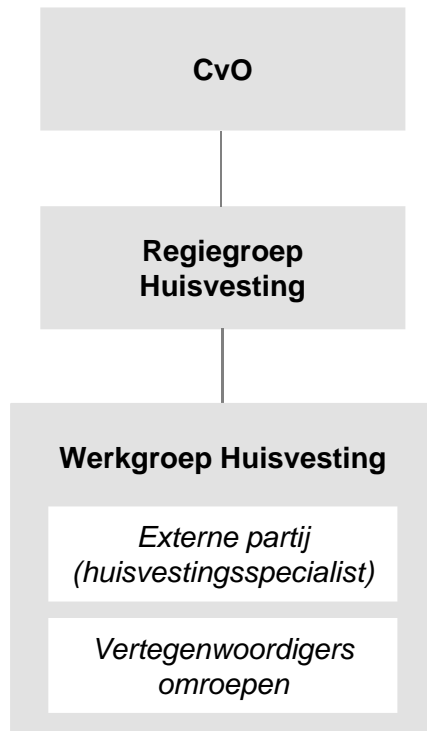 CvO
Regiegroep
Huisvesting
Werkgroep Huisvesting
Externe partij
(huisvestingsspecialist)
Vertegenwoordigers
omroepen